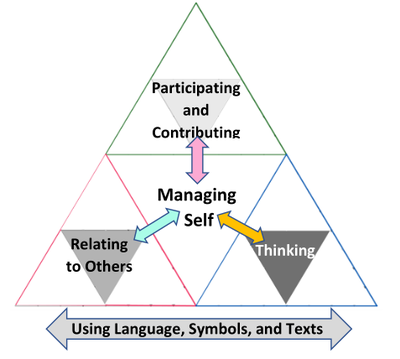 Participating
and
Contributing
Managing
Self
Relating
to Others
Thinking
Using Language, Symbols, and Texts